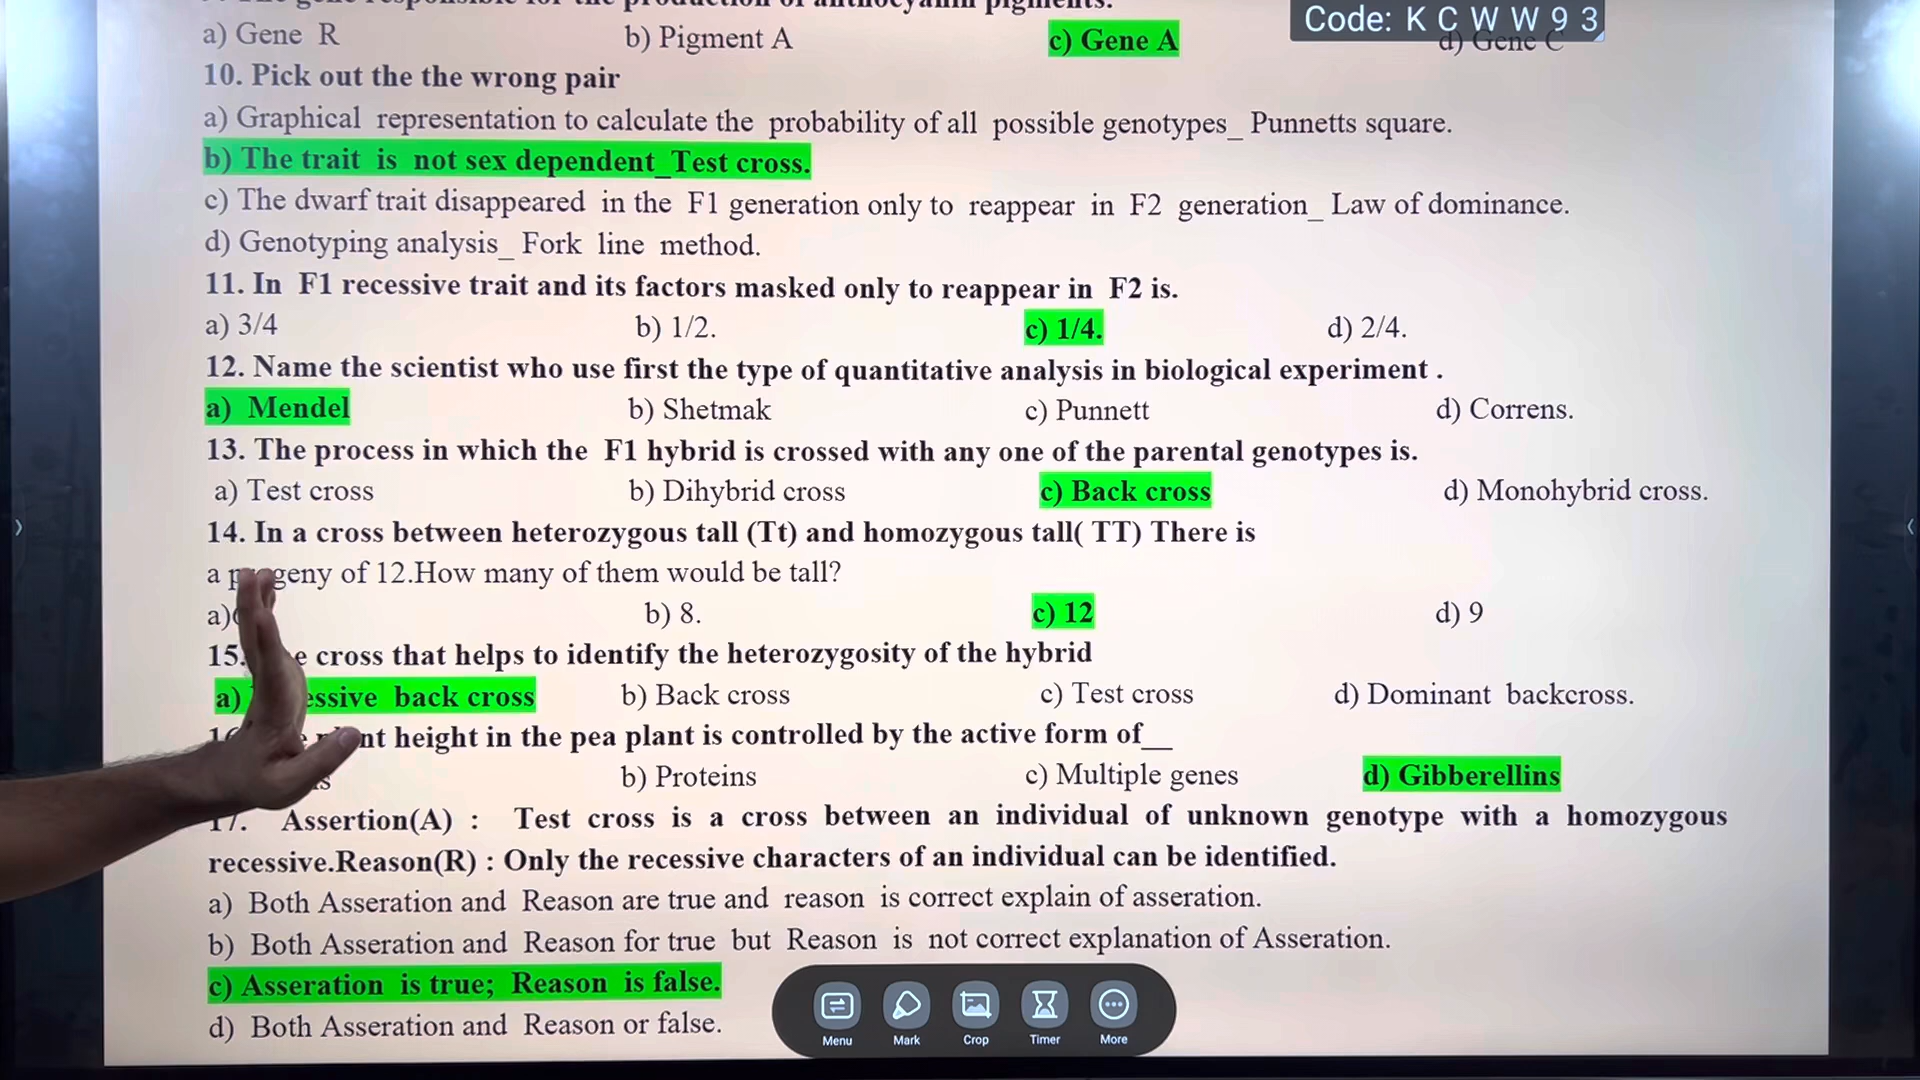 a) Gene R b) Pigment A c) Gene A d) Gene C
Code: K C W W 9 3
10. Pick out the the wrong pair
a) Graphical representation to calculate the probability of all possible genotypes_ Punnetts square.
b) The trait is not sex dependent_Test cross.
c) The dwarf trait disappeared in the F1 generation only to reappear in F2 generation_ Law of dominance.
d) Genotyping analysis_ Fork line method.
11. In F1 recessive trait and its factors masked only to reappear in F2 is.
a) 3/4 b) 1/2. c) 1/4. d) 2/4.
12. Name the scientist who use first the type of quantitative analysis in biological experiment .
a) Mendel b) Shetmak c) Punnett d) Correns.
13. The process in which the F1 hybrid is crossed with any one of the parental genotypes is.
a) Test cross b) Dihybrid cross c) Back cross d) Monohybrid cross.
14. In a cross between heterozygous tall (Tt) and homozygous tall( TT) There is
a of 12.How many of them would be tall?
a) b) 8. c) 12 d) 9
15. cross that helps to identify the heterozygosity of the hybrid
a) back cross b) Back cross c) Test cross d) Dominant backcross.
height in the pea plant is controlled by the active form of__
b) Proteins c) Multiple genes d) Gibberellins
17. Assertion(A) : Test cross is a cross between an individual of unknown genotype with a homozygous
recessive.Reason(R) : Only the recessive characters of an individual can be identified.
a) Both Asseration and Reason are true and reason is correct explain of asseration.
b) Both Asseration and Reason for true but Reason is not correct explanation of Asseration.
c) Asseration is true; Reason is false.
d) Both Asseration and Reason or false.
Menu Mark Crop Timer More